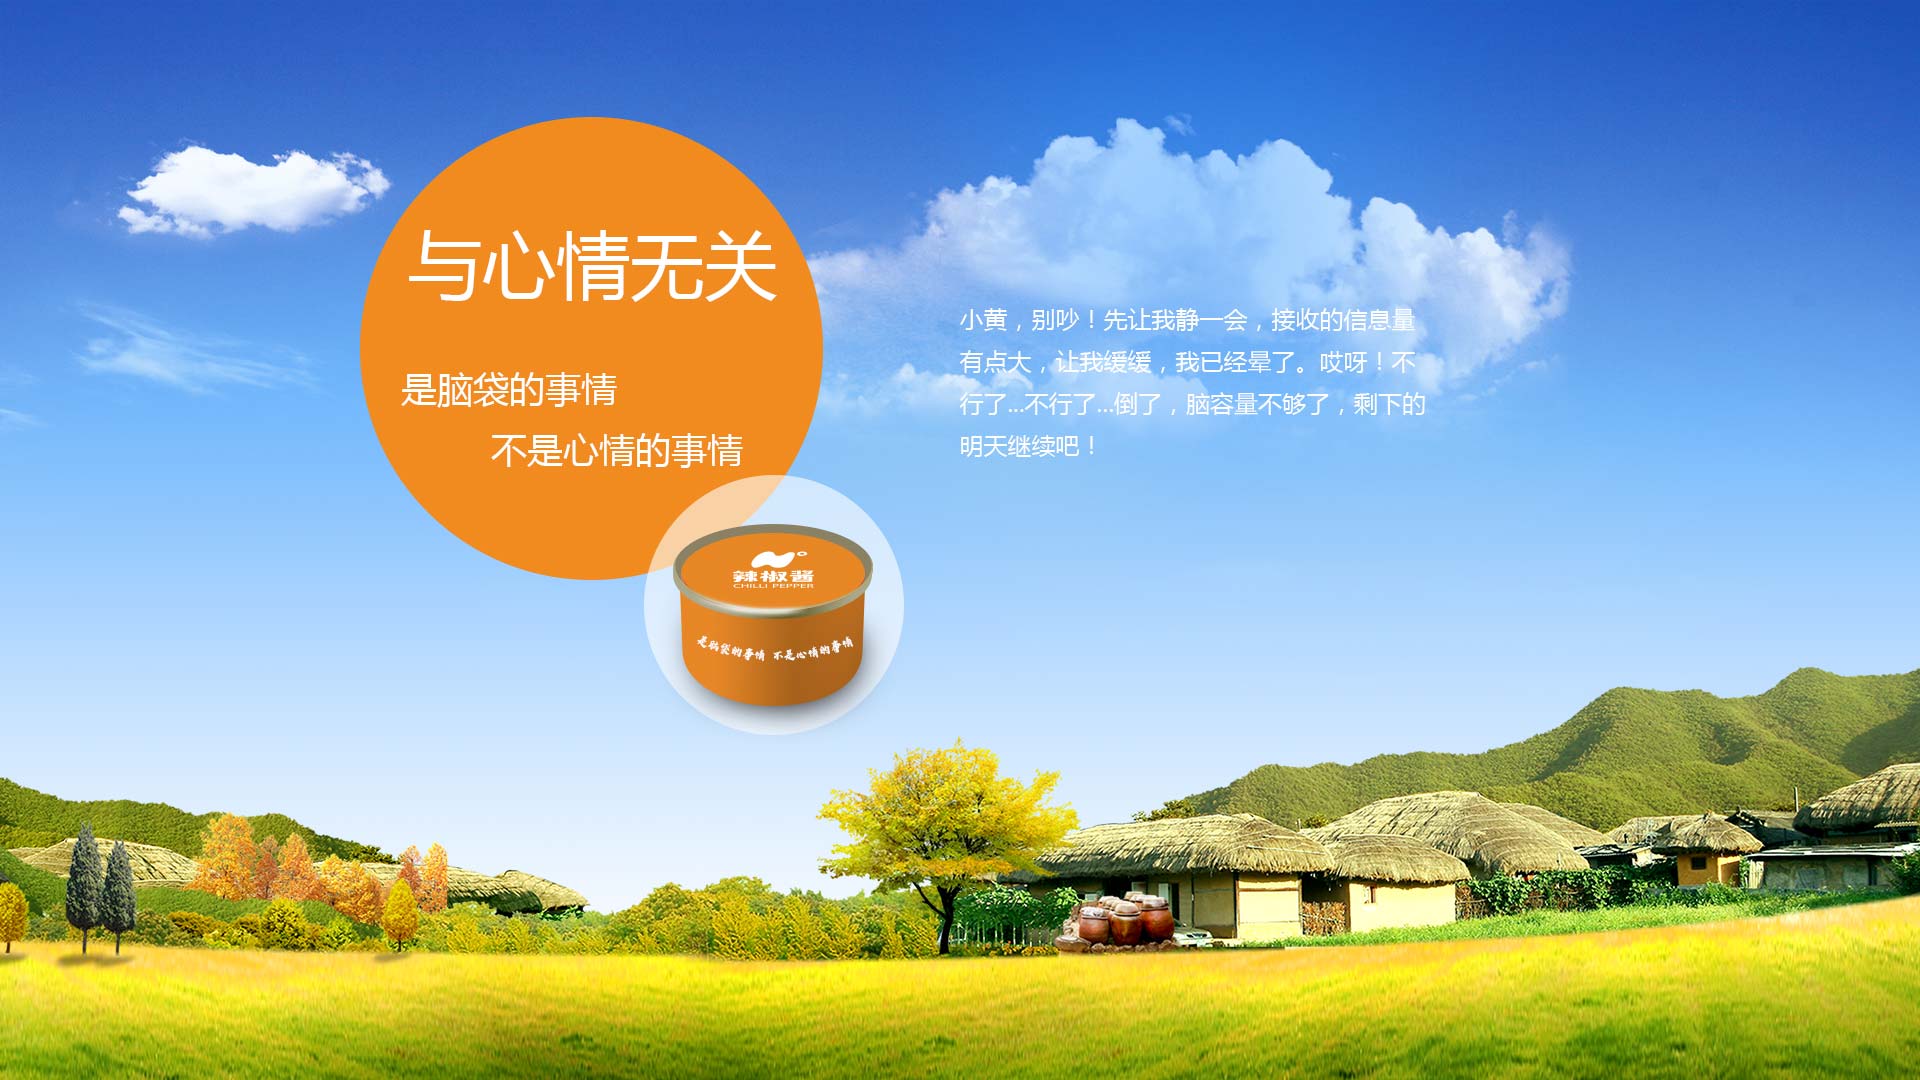 与心情无关
是脑袋的事情
不是心情的事情
小黄，别吵！先让我静一会，接收的信息量
有点大，让我缓缓，我已经晕了。哎呀！不
行了...不行了...倒了，脑容量不够了，剩下的
明天继续吧！
辣椒酱
CHILLI PEPPER
是脑袋的事情 不是心情的事情